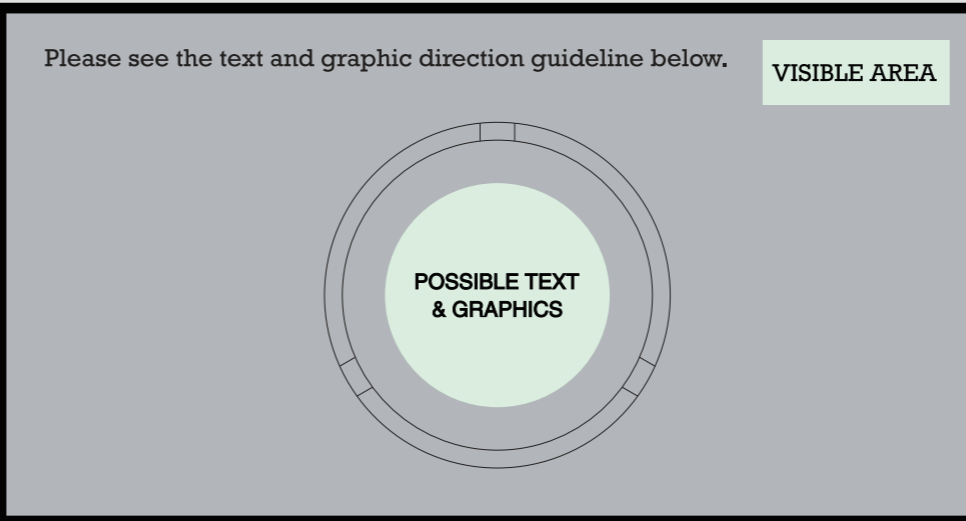 Please see the text and graphic direction guideline below.
VISIBLE AREA
POSSIBLE TEXT
& GRAPHICS